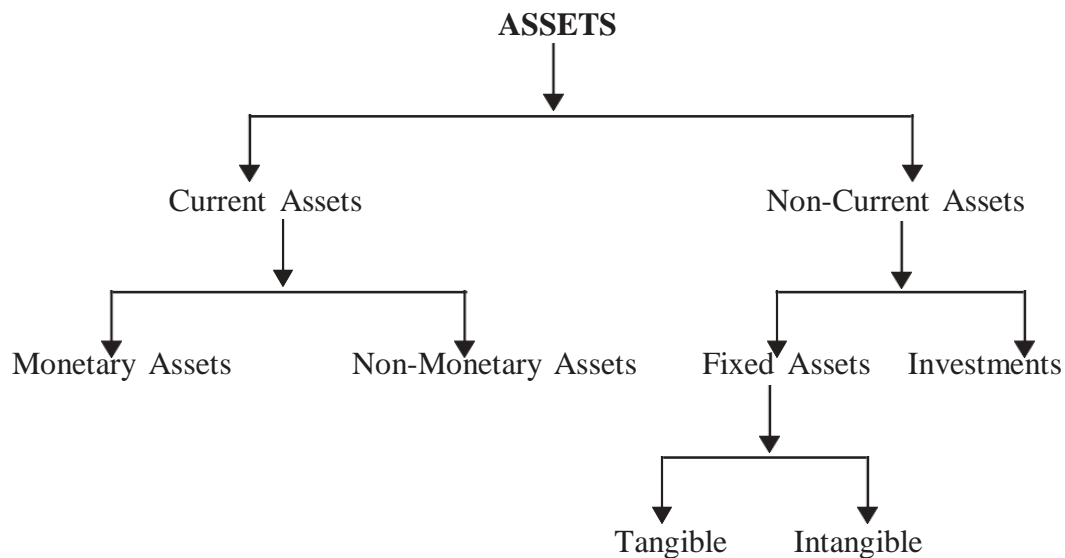 ASSETS
Current Assets Non-Current Assets
Monetary Assets Non-Monetary Assets Fixed Assets Investments
Tangible Intangible